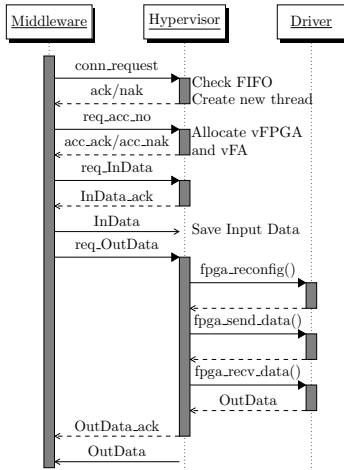 Middleware Hypervisor Driver
conn_request
Check FIFO
ack/nak
Create new thread
req_acc_no
Allocate vFPGA
acc_ack/acc_nak
and vFA
req_InData
InData_ack
InData
Save Input Data
req_OutData
fpga_reconfig()
fpga_send_data()
fpga_recv_data()
OutData
OutData_ack
OutData